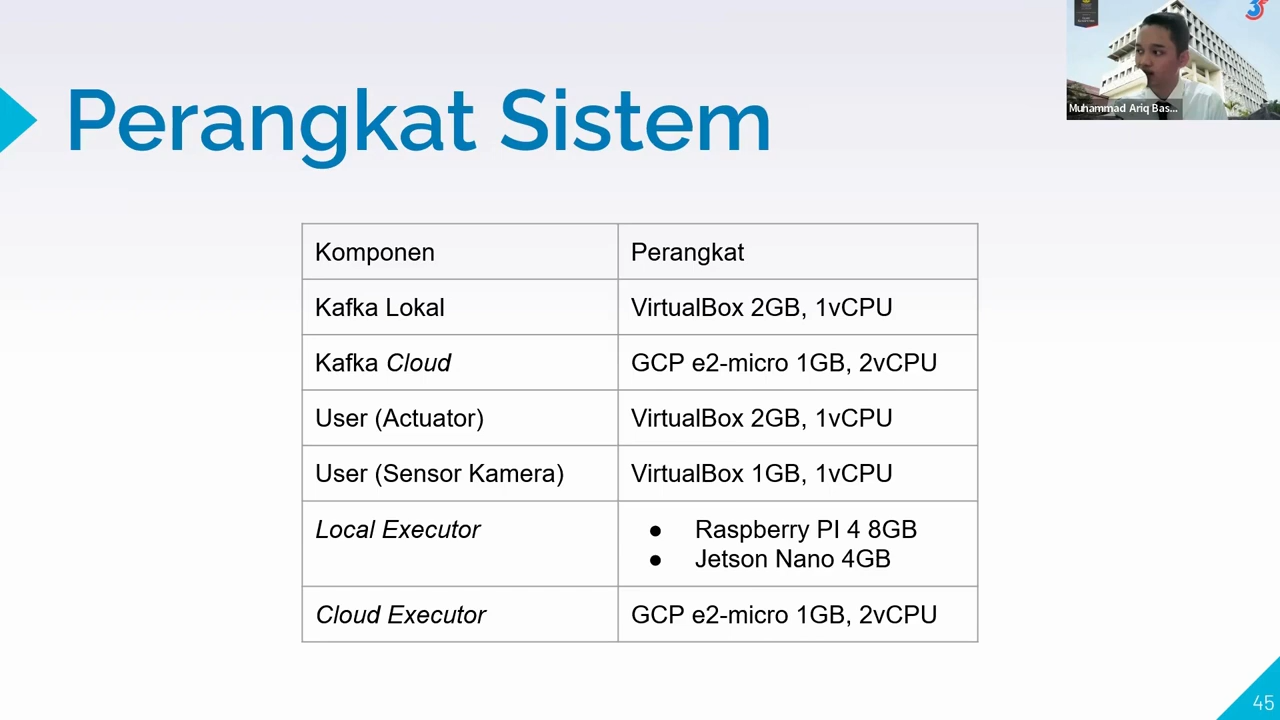 Perangkat Sistem
Muhammad Ariq Bas...
Komponen Perangkat
Kafka Lokal VirtualBox 2GB, 1vCPU
Kafka Cloud GCP e2-micro 1GB, 2vCPU
User (Actuator) VirtualBox 2GB, 1vCPU
User (Sensor Kamera) VirtualBox 1GB, 1vCPU
Local Executor ● Raspberry PI 4 8GB
● Jetson Nano 4GB
Cloud Executor GCP e2-micro 1GB, 2vCPU
45